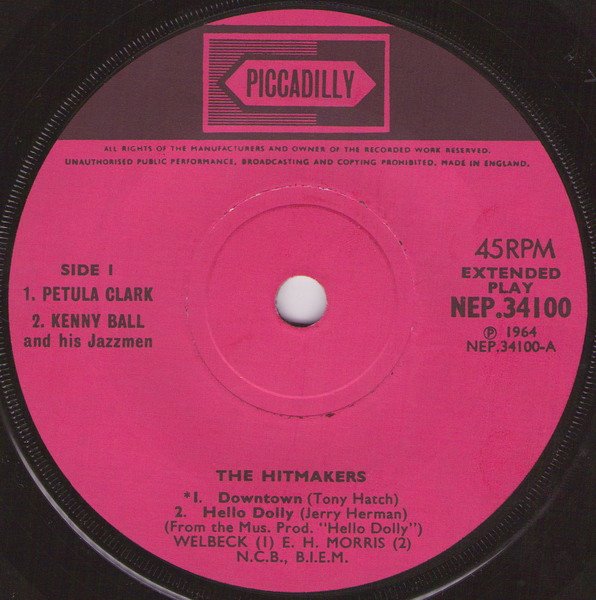 PICCADILLY
ALL RIGHTS OF THE MANUFACTURERS AND OWNER OF THE RECORDED WORK RESERVED.
UNAUTHORISED PUBLIC PERFORMANCE, BROADCASTING AND COPYING PROHIBITED. MADE IN ENGLAND.
SIDE 1
1. PETULA CLARK
2. KENNY BALL
and his Jazzmen
45RPM
EXTENDED
PLAY
NEP.34100
℗ 1964
NEP.34100-A
THE HITMAKERS
*1. Downtown (Tony Hatch)
2. Hello Dolly (Jerry Herman)
(From the Mus. Prod. "Hello Dolly")
WELBECK (1) E. H. MORRIS (2)
N.C.B., B.I.E.M.